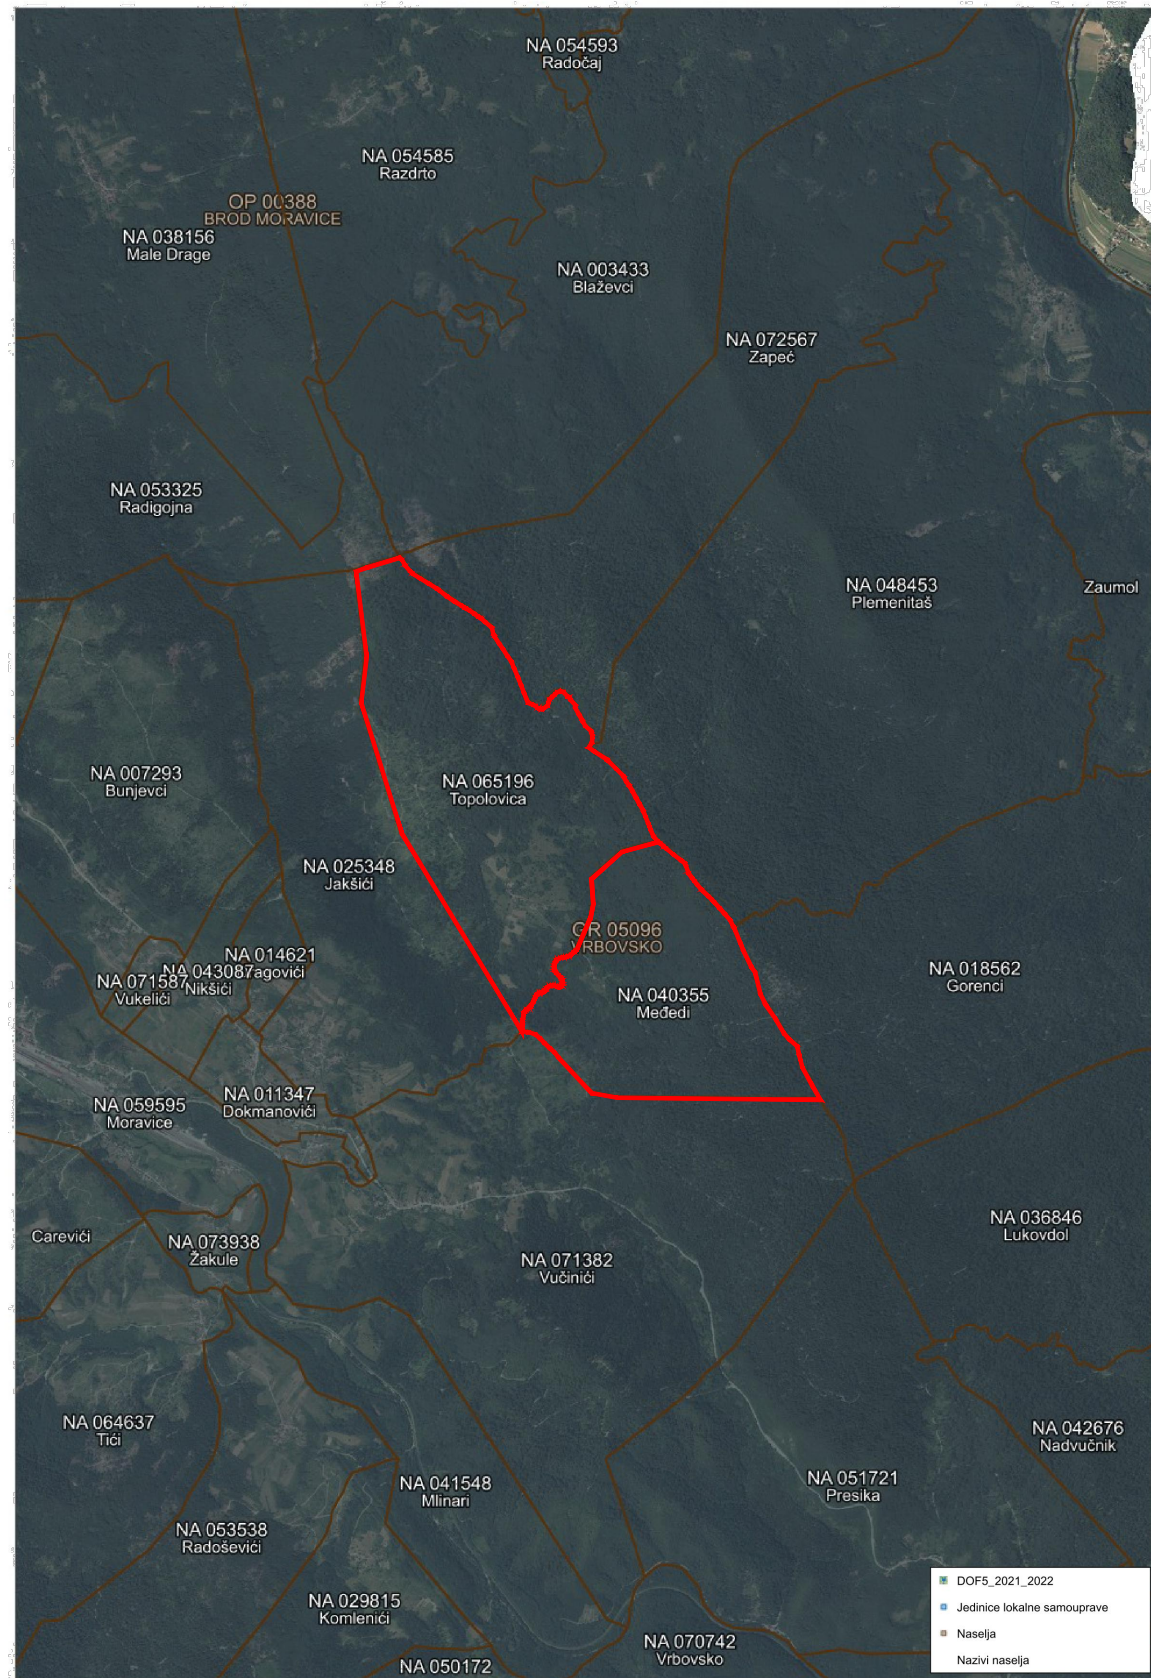 NA 054593
Radočaj
NA 054585
Razdrto
OP 00388
BROD MORAVICE
NA 038156
Male Drage
NA 003433
Blaževci
NA 072567
Zapeć
NA 053325
Radigojna
NA 048453
Plemenitaš
Zaumol
NA 007293
Bunjevci
NA 065196
Topolovica
NA 025348
Jakšići
GR 05096
VRBOVSKO
NA 014621
NA 043087
Nikšići
NA 071587
Vukelići
NA 018562
Gorenci
NA 040355
Međedi
NA 011347
Dokmanovići
NA 059595
Moravice
Carevići
NA 073938
Žakule
NA 071382
Vučinići
NA 036846
Lukovdol
NA 064637
Tići
NA 042676
Nadvučnik
NA 041548
Mlinari
NA 051721
Presika
NA 053538
Radoševići
NA 029815
Komlenići
NA 070742
Vrbovsko
NA 050172
DOF5_2021_2022
Jedinice lokalne samouprave
Naselja
Nazivi naselja